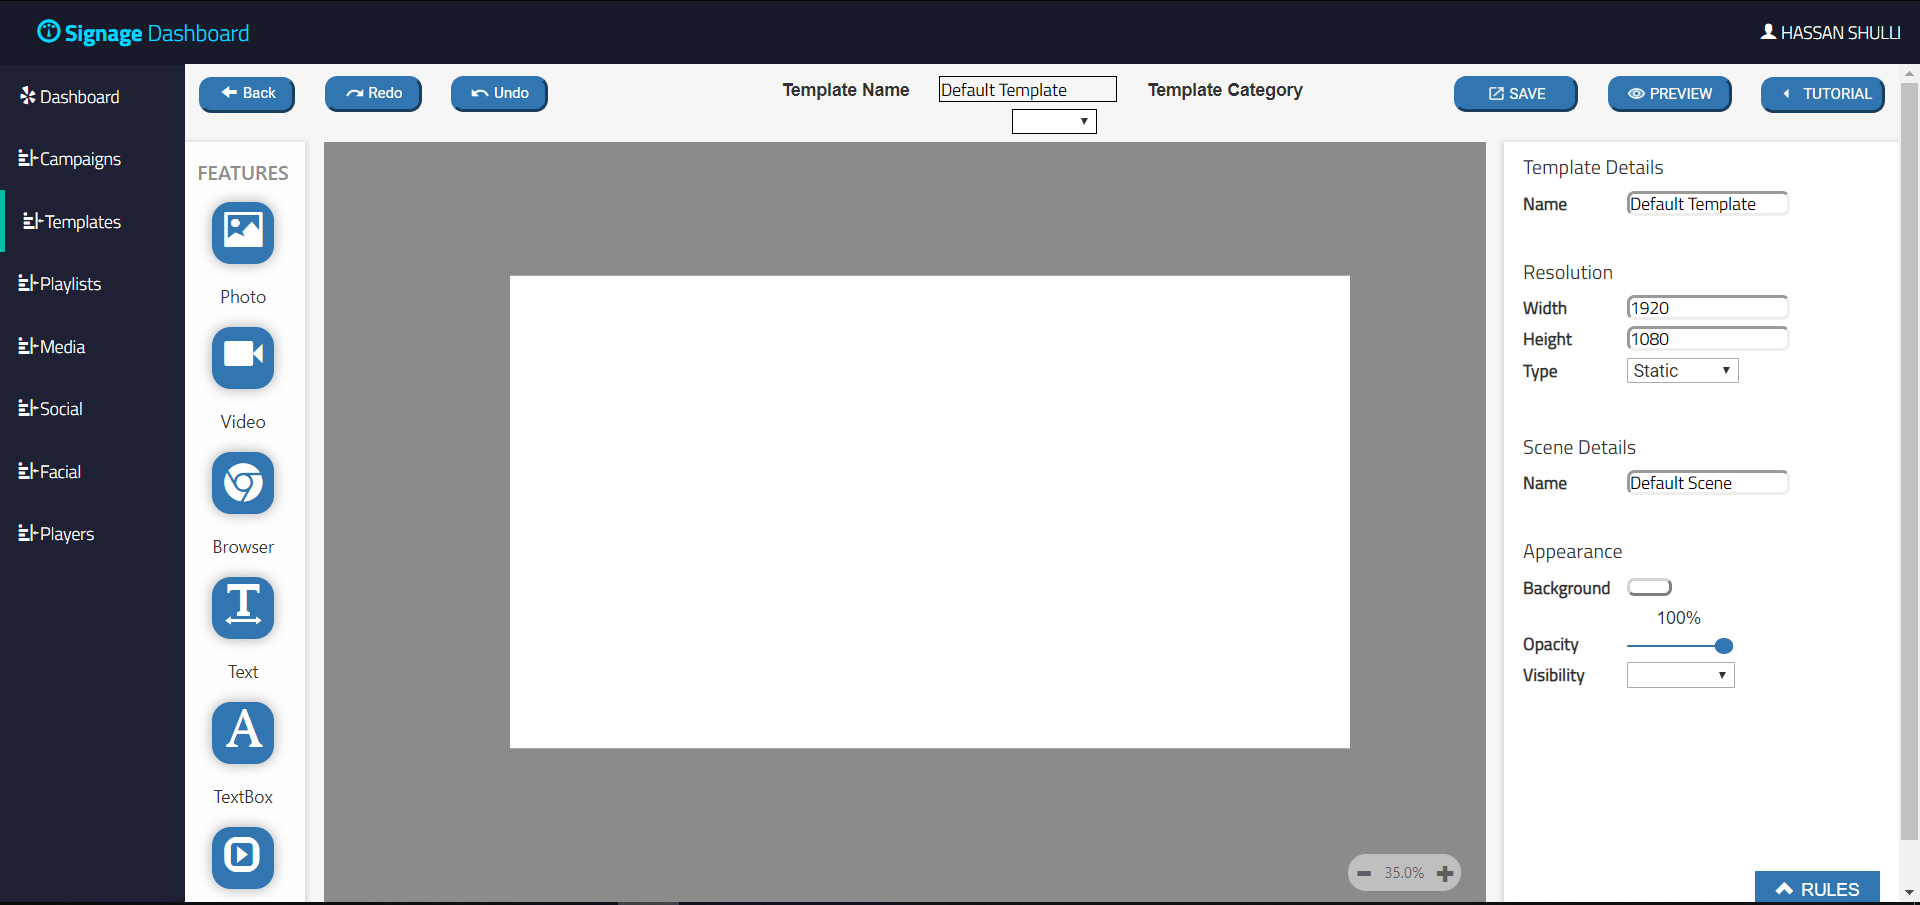 Signage Dashboard
HASSAN SHULLI
Dashboard
Campaigns
Templates
Playlists
Media
Social
Facial
Players
Back
Redo
Undo
Template Name
Default Template
Template Category
SAVE
PREVIEW
TUTORIAL
FEATURES
Photo
Video
Browser
T
Text
A
TextBox
35.0%
Template Details
Name Default Template
Resolution
Width 1920
Height 1080
Type Static
Scene Details
Name Default Scene
Appearance
Background
100%
Opacity
Visibility
RULES